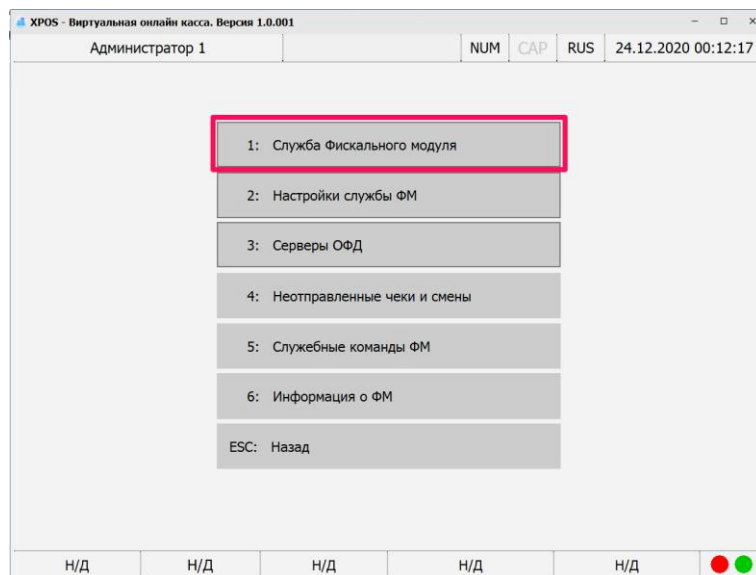 XPOS - Виртуальная онлайн касса. Версия 1.0.001
Администратор 1 NUM CAP RUS 24.12.2020 00:12:17
1: Служба Фискального модуля
2: Настройки службы ФМ
3: Серверы ОФД
4: Неотправленные чеки и смены
5: Служебные команды ФМ
6: Информация о ФМ
ESC: Назад
Н/Д Н/Д Н/Д Н/Д Н/Д